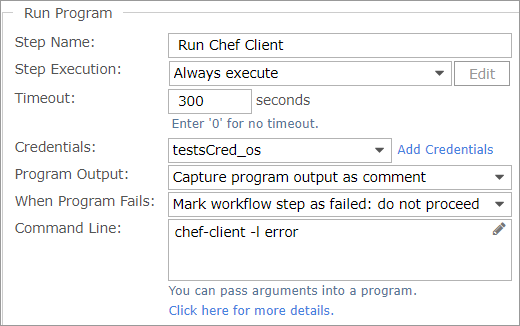 Run Program
Step Name: Run Chef Client
Step Execution: Always execute Edit
Timeout: 300 seconds
Enter '0' for no timeout.
Credentials: testsCred_os Add Credentials
Program Output: Capture program output as comment
When Program Fails: Mark workflow step as failed: do not proceed
Command Line: chef-client -l error
You can pass arguments into a program.
Click here for more details.